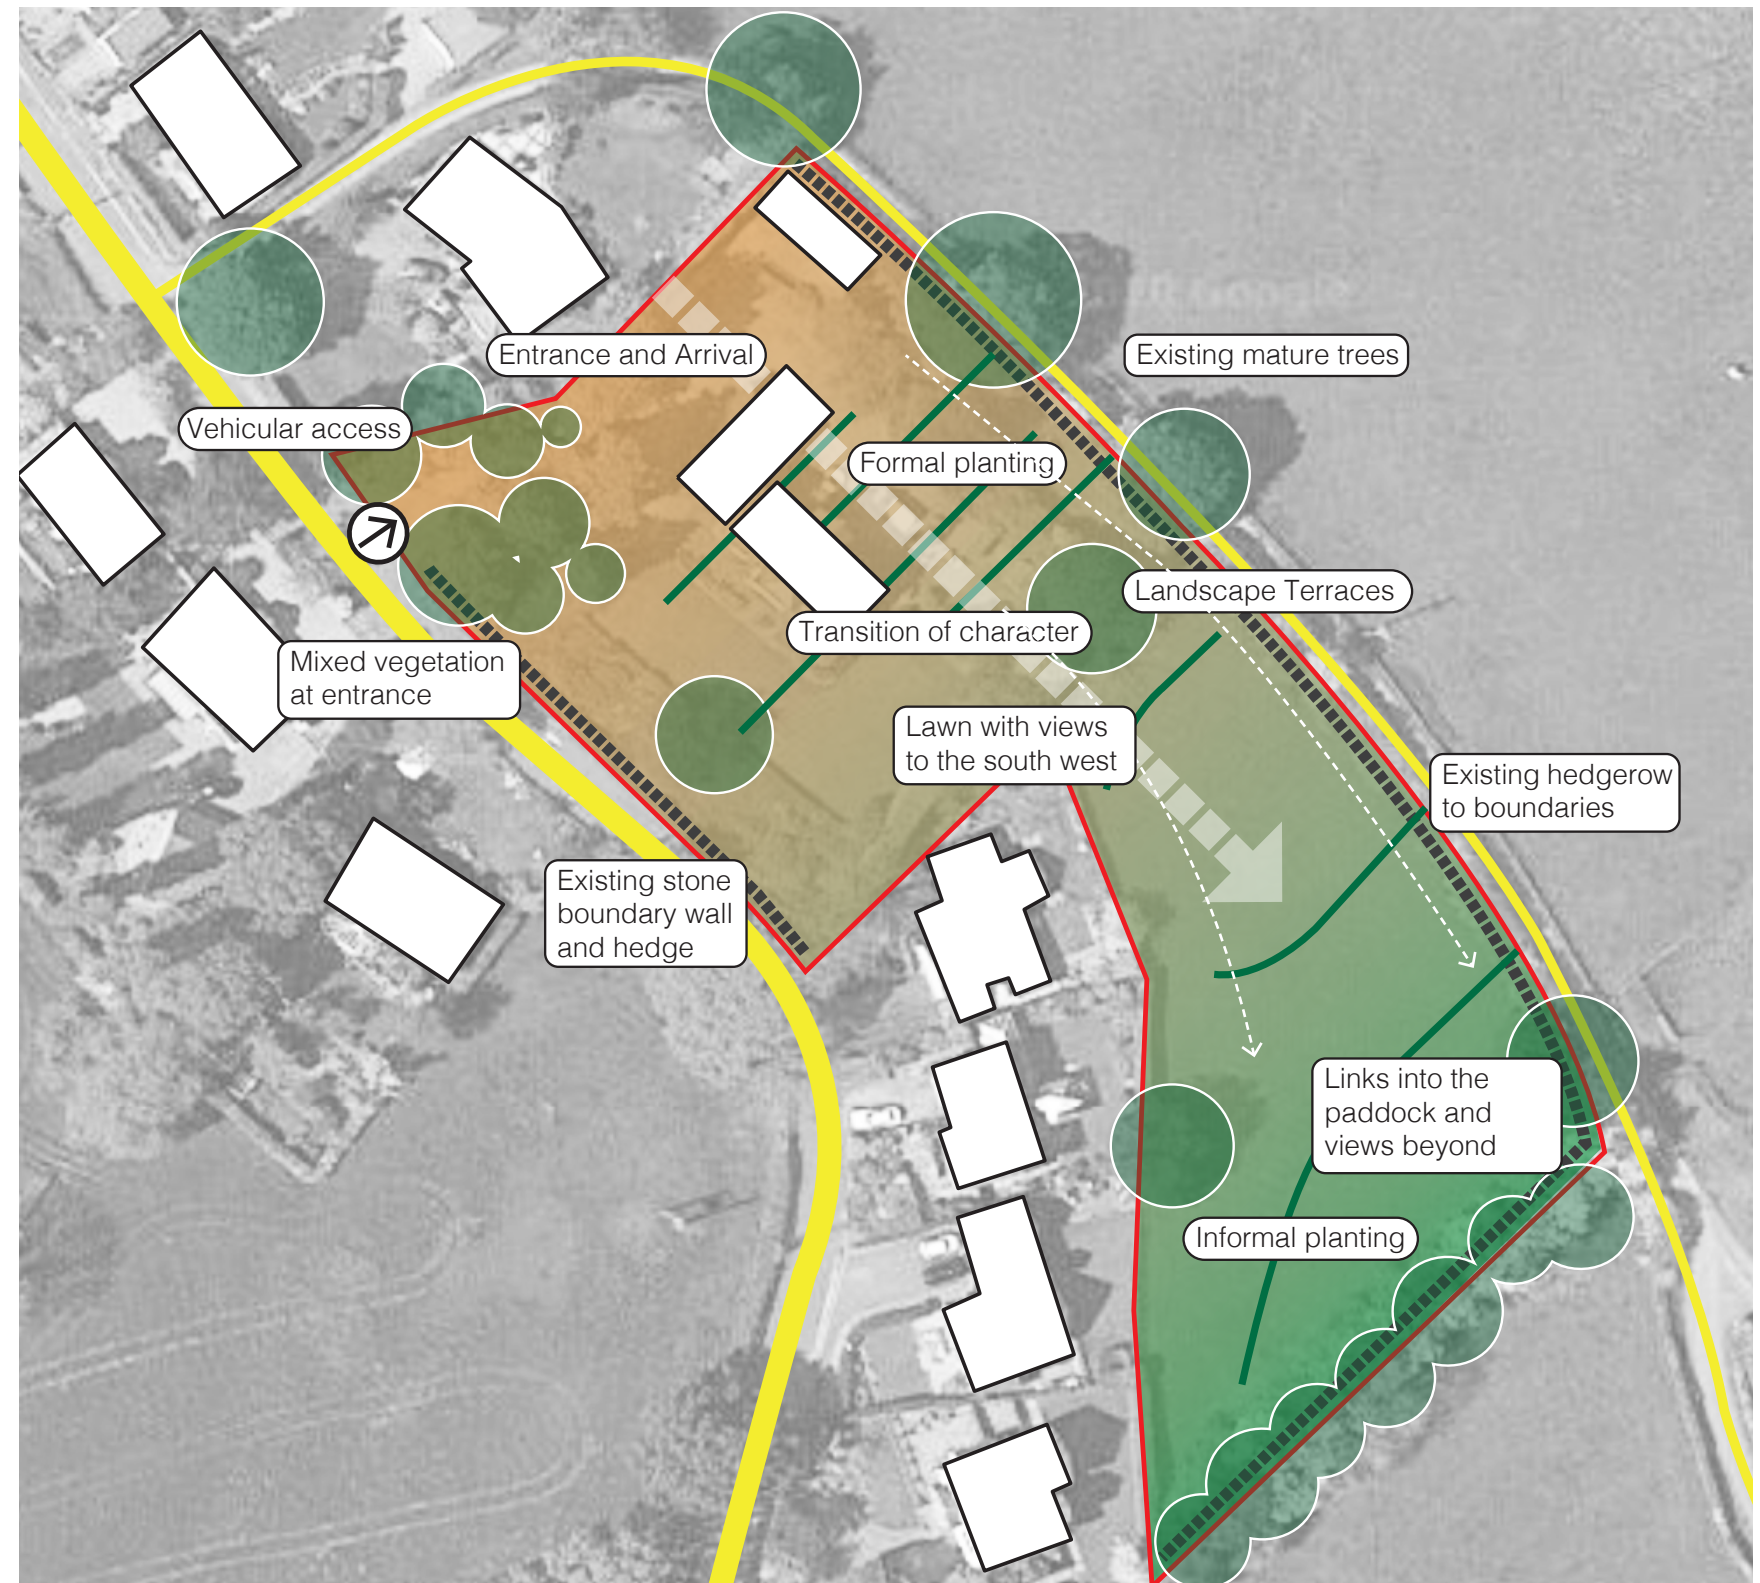 Entrance and Arrival
Existing mature trees
Vehicular access
Formal planting
Landscape Terraces
Transition of character
Mixed vegetation
at entrance
Lawn with views
to the south west
Existing hedgerow
to boundaries
Existing stone
boundary wall
and hedge
Links into the
paddock and
views beyond
Informal planting